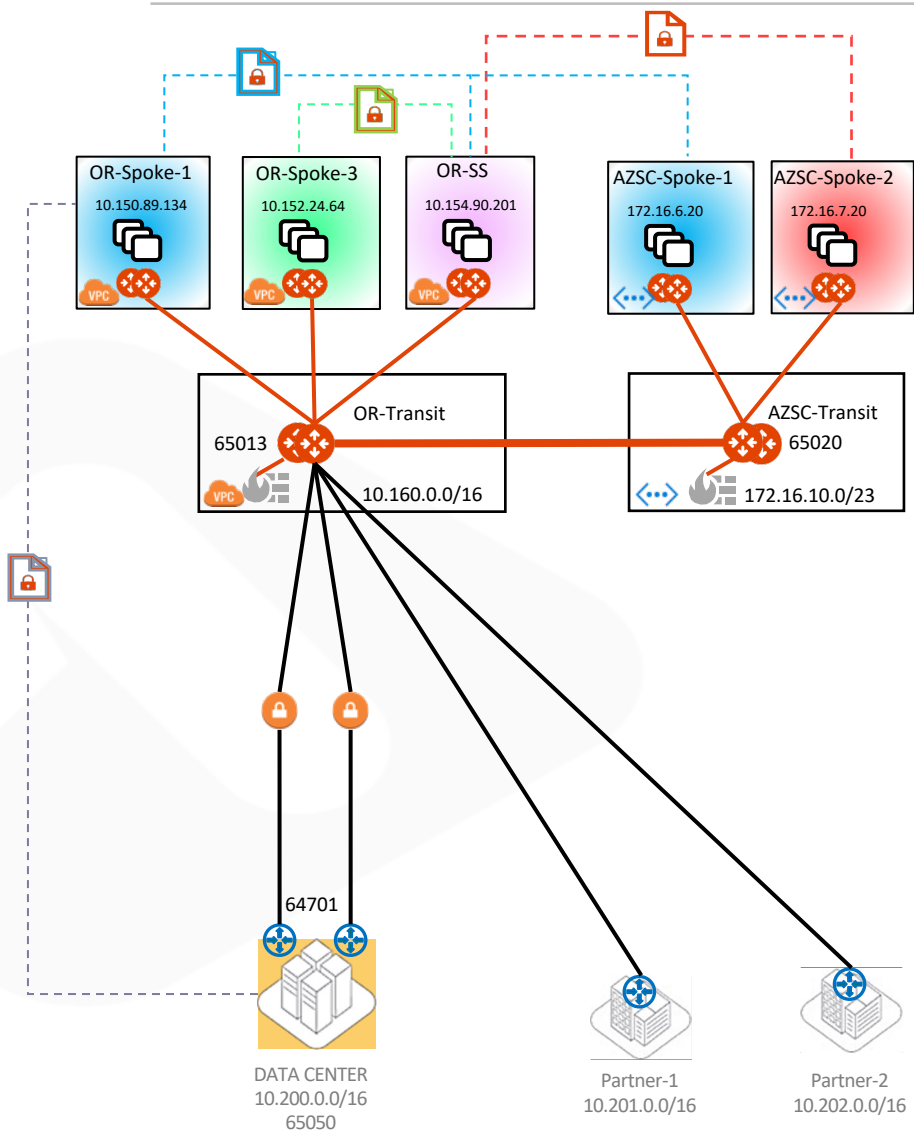 OR-Spoke-1
10.150.89.134
VPC
OR-Spoke-3
10.152.24.64
VPC
OR-SS
10.154.90.201
VPC
AZSC-Spoke-1
172.16.6.20
AZSC-Spoke-2
172.16.7.20
OR-Transit
65013
VPC
10.160.0.0/16
AZSC-Transit
65020
172.16.10.0/23
64701
DATA CENTER
10.200.0.0/16
65050
Partner-1
10.201.0.0/16
Partner-2
10.202.0.0/16